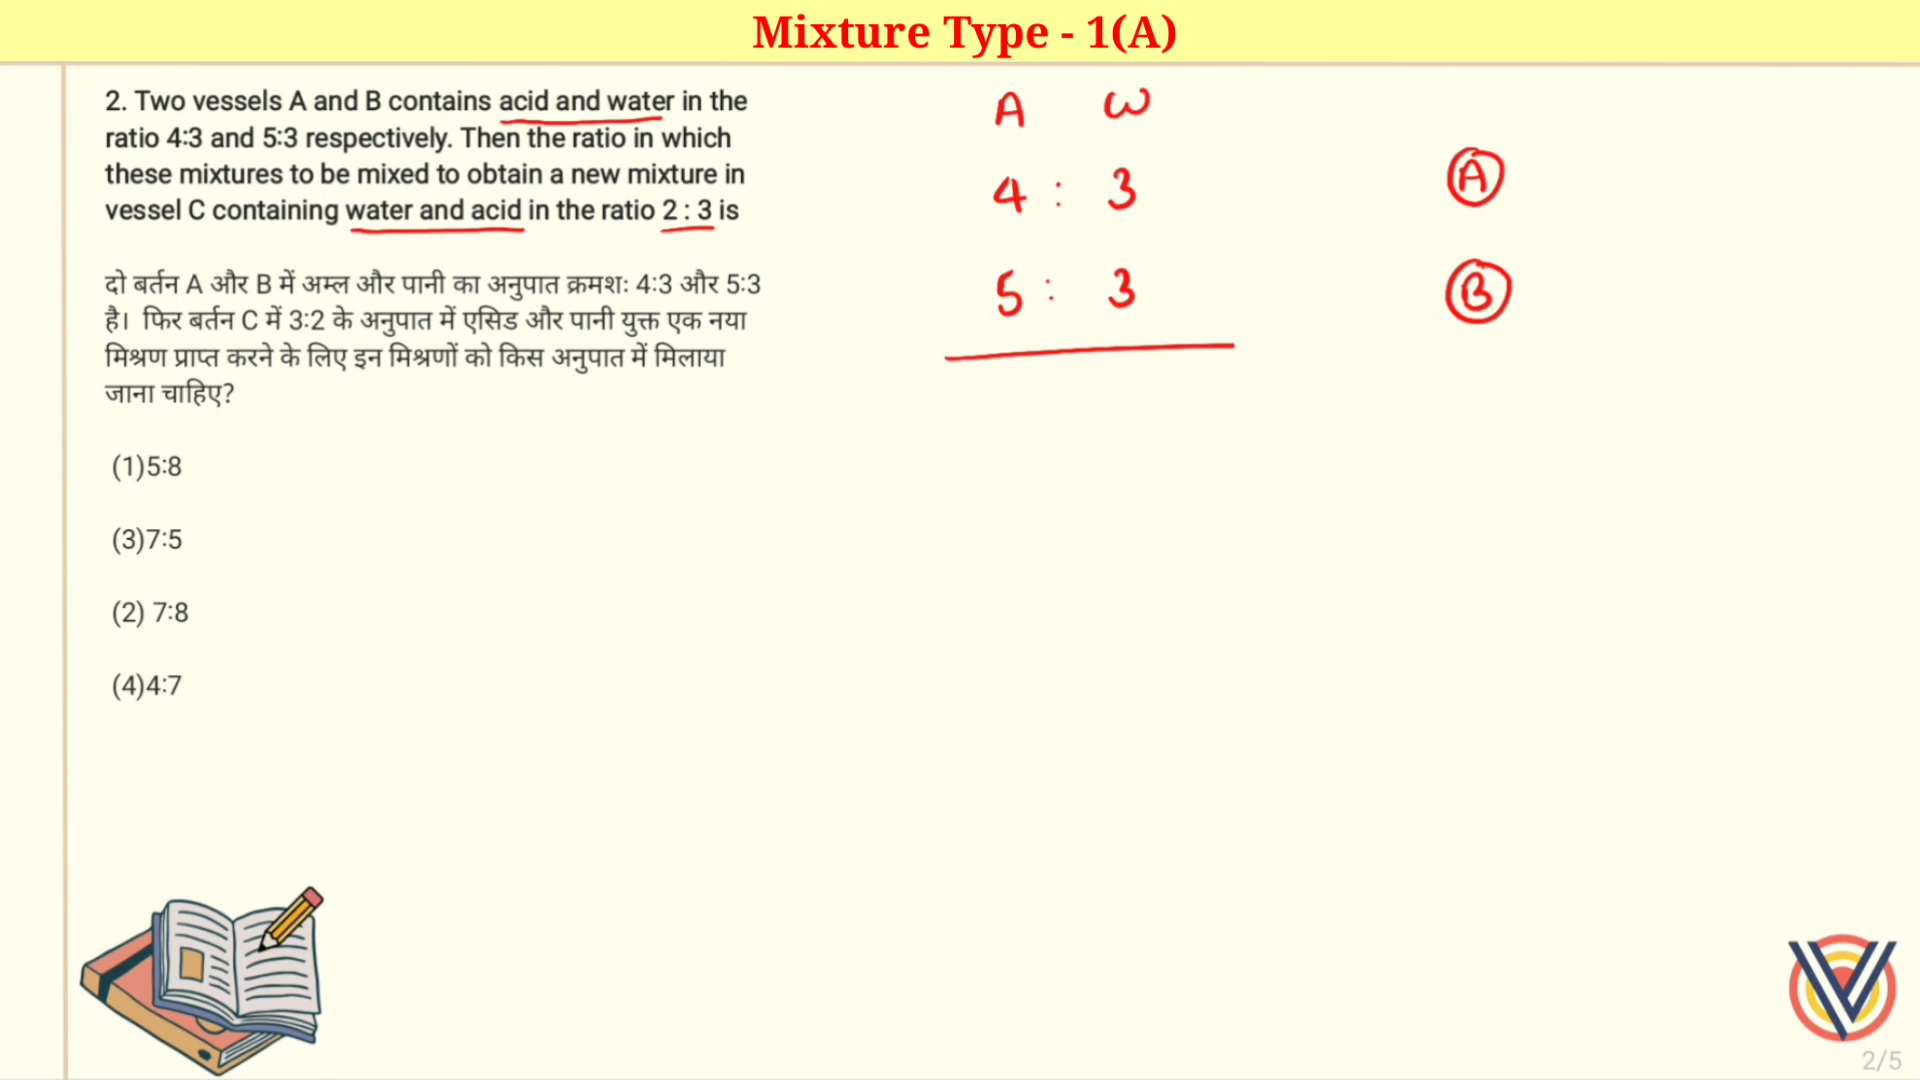 Mixture Type - 1(A)
2. Two vessels A and B contains acid and water in the
ratio 4:3 and 5:3 respectively. Then the ratio in which
these mixtures to be mixed to obtain a new mixture in
vessel C containing water and acid in the ratio 2 : 3 is
दो बर्तन A और B में अम्ल और पानी का अनुपात क्रमशः 4:3 और 5:3
है। फिर बर्तन C में 3:2 के अनुपात में एसिड और पानी युक्त एक नया
मिश्रण प्राप्त करने के लिए इन मिश्रणों को किस अनुपात में मिलाया
जाना चाहिए?
(1)5:8
(3)7:5
(2) 7:8
(4)4:7
A W
4 : 3
5 : 3
A
B
2/5